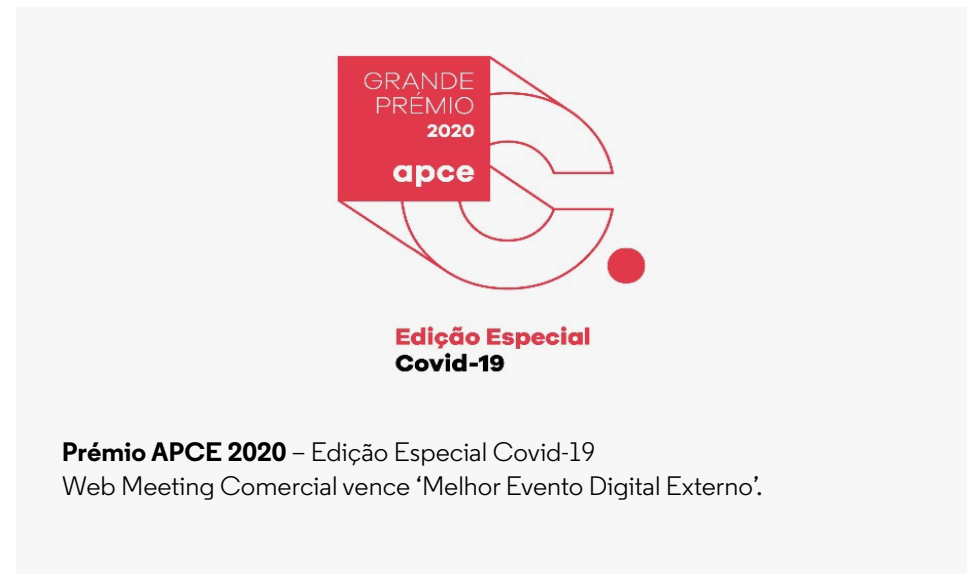 GRANDE
PRÉMIO
2020
apce
Edição Especial
Covid-19
Prémio APCE 2020 – Edição Especial Covid-19
Web Meeting Comercial vence ‘Melhor Evento Digital Externo’.